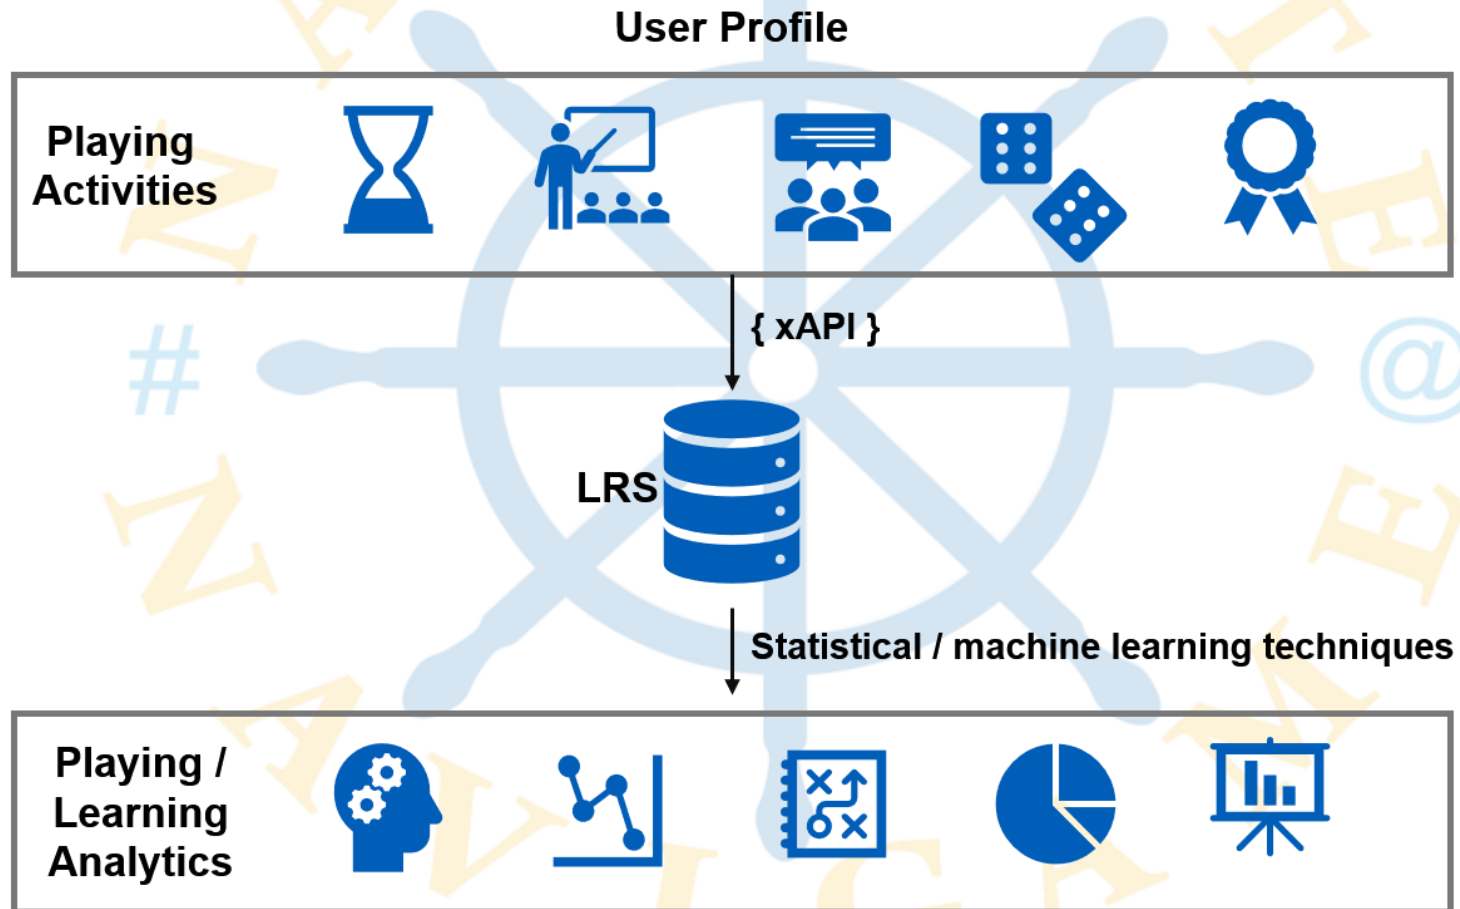 User Profile
Playing
Activities
{ xAPI }
LRS
Statistical / machine learning techniques
Playing /
Learning
Analytics
#
@